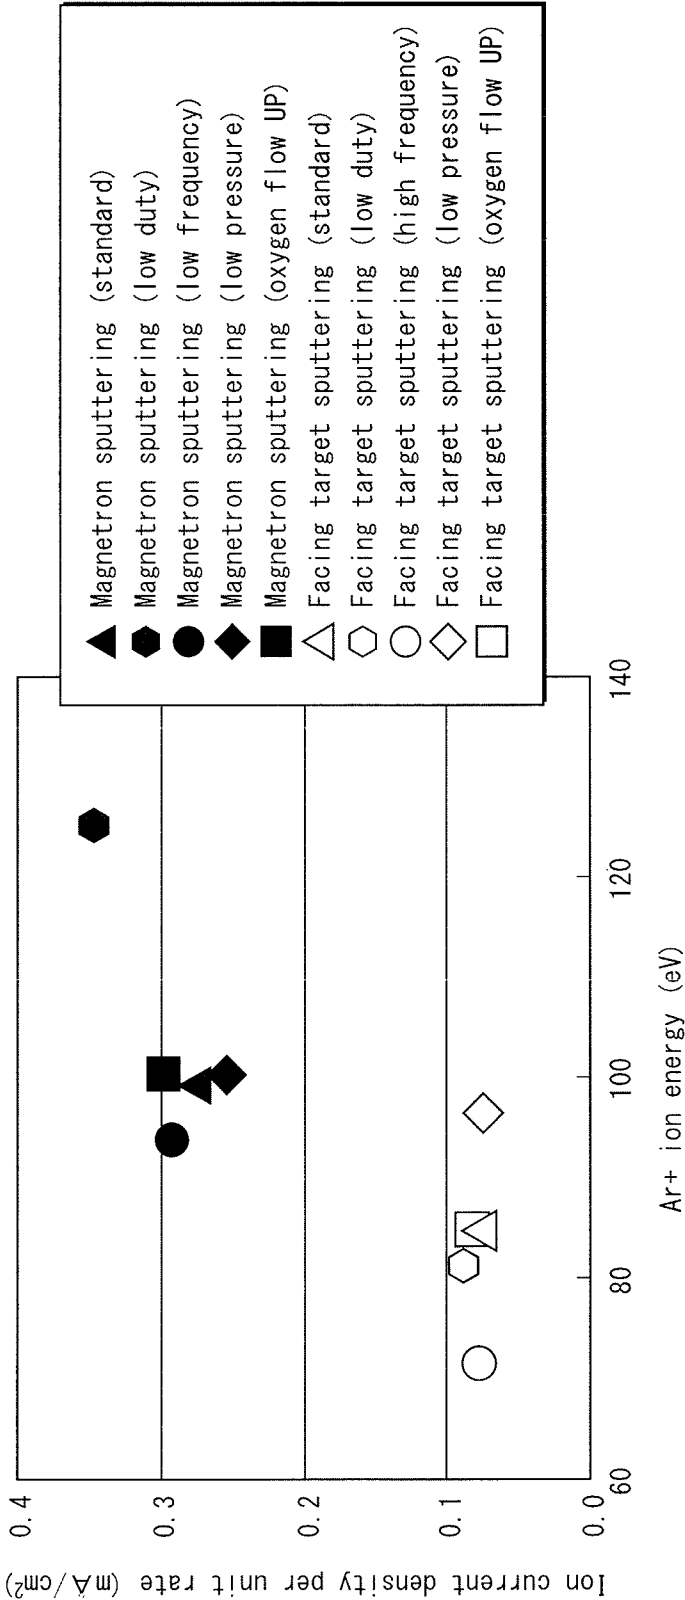 Ion current density per unit rate (mA/cm²)
0.4
0.3
0.2
0.1
0.0
60
80
100
120
140
Ar+ ion energy (eV)
Magnetron sputtering (standard)
Magnetron sputtering (low duty)
Magnetron sputtering (low frequency)
Magnetron sputtering (low pressure)
Magnetron sputtering (oxygen flow UP)
Facing target sputtering (standard)
Facing target sputtering (low duty)
Facing target sputtering (high frequency)
Facing target sputtering (low pressure)
Facing target sputtering (oxygen flow UP)